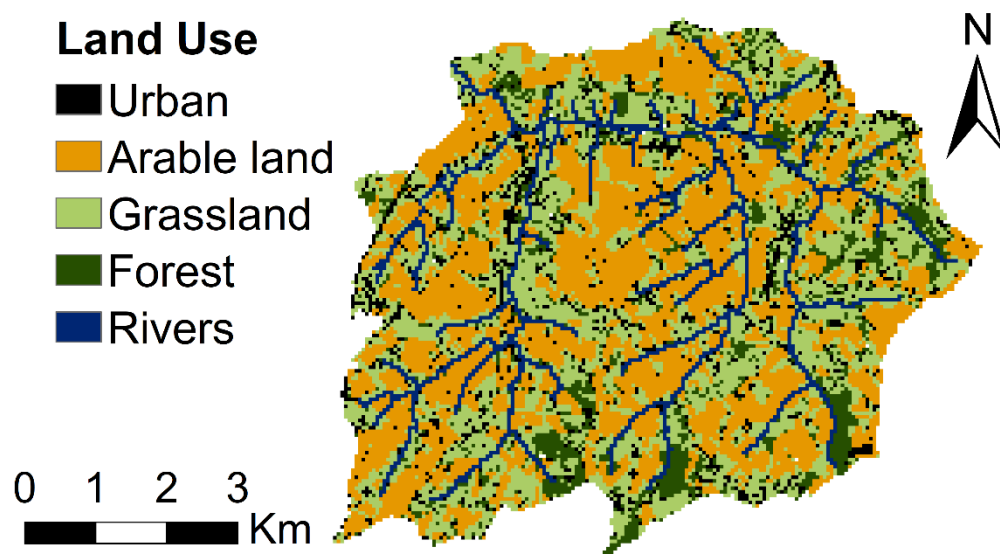 Land Use
Urban
Arable land
Grassland
Forest
Rivers
N
0 1 2 3
Km